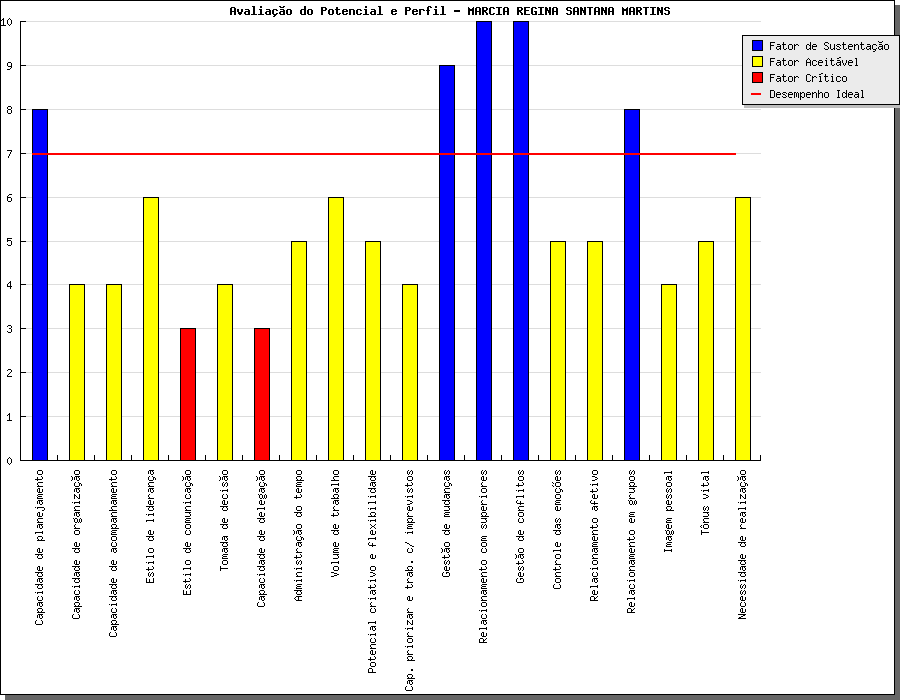 Avaliação do Potencial e Perfil - MARCIA REGINA SANTANA MARTINS
Fator de Sustentação
Fator Aceitável
Fator Crítico
Desempenho Ideal
10
9
8
7
6
5
4
3
2
1
0
Capacidade de planejamento
Capacidade de organização
Capacidade de acompanhamento
Estilo de liderança
Estilo de comunicação
Tomada de decisão
Capacidade de delegação
Administração do tempo
Volume de trabalho
Potencial criativo e flexibilidade
Cap. priorizar e trab. c/ imprevistos
Gestão de mudanças
Relacionamento com superiores
Gestão de conflitos
Controle das emoções
Relacionamento afetivo
Relacionamento em grupos
Imagem pessoal
Tônus vital
Necessidade de realização